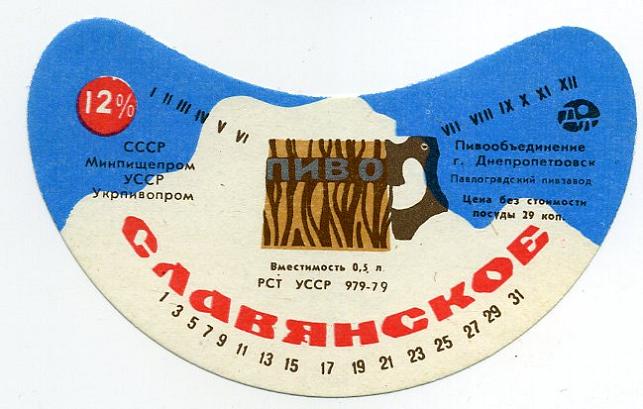 12%
I II III IV V VI
VII VIII IX X XI XII
СССР
Минпищепром
УССР
Укрпивопром
ПИВО
Пивообъединение
г. Днепропетровск
Павлоградский пивзавод
Цена без стоимости
посуды 29 коп.
Вместимость 0,5 л.
РСТ УССР 979-79
СЛАВЯНСКОЕ
1 3 5 7 9 11 13 15 17 19 21 23 25 27 29 31